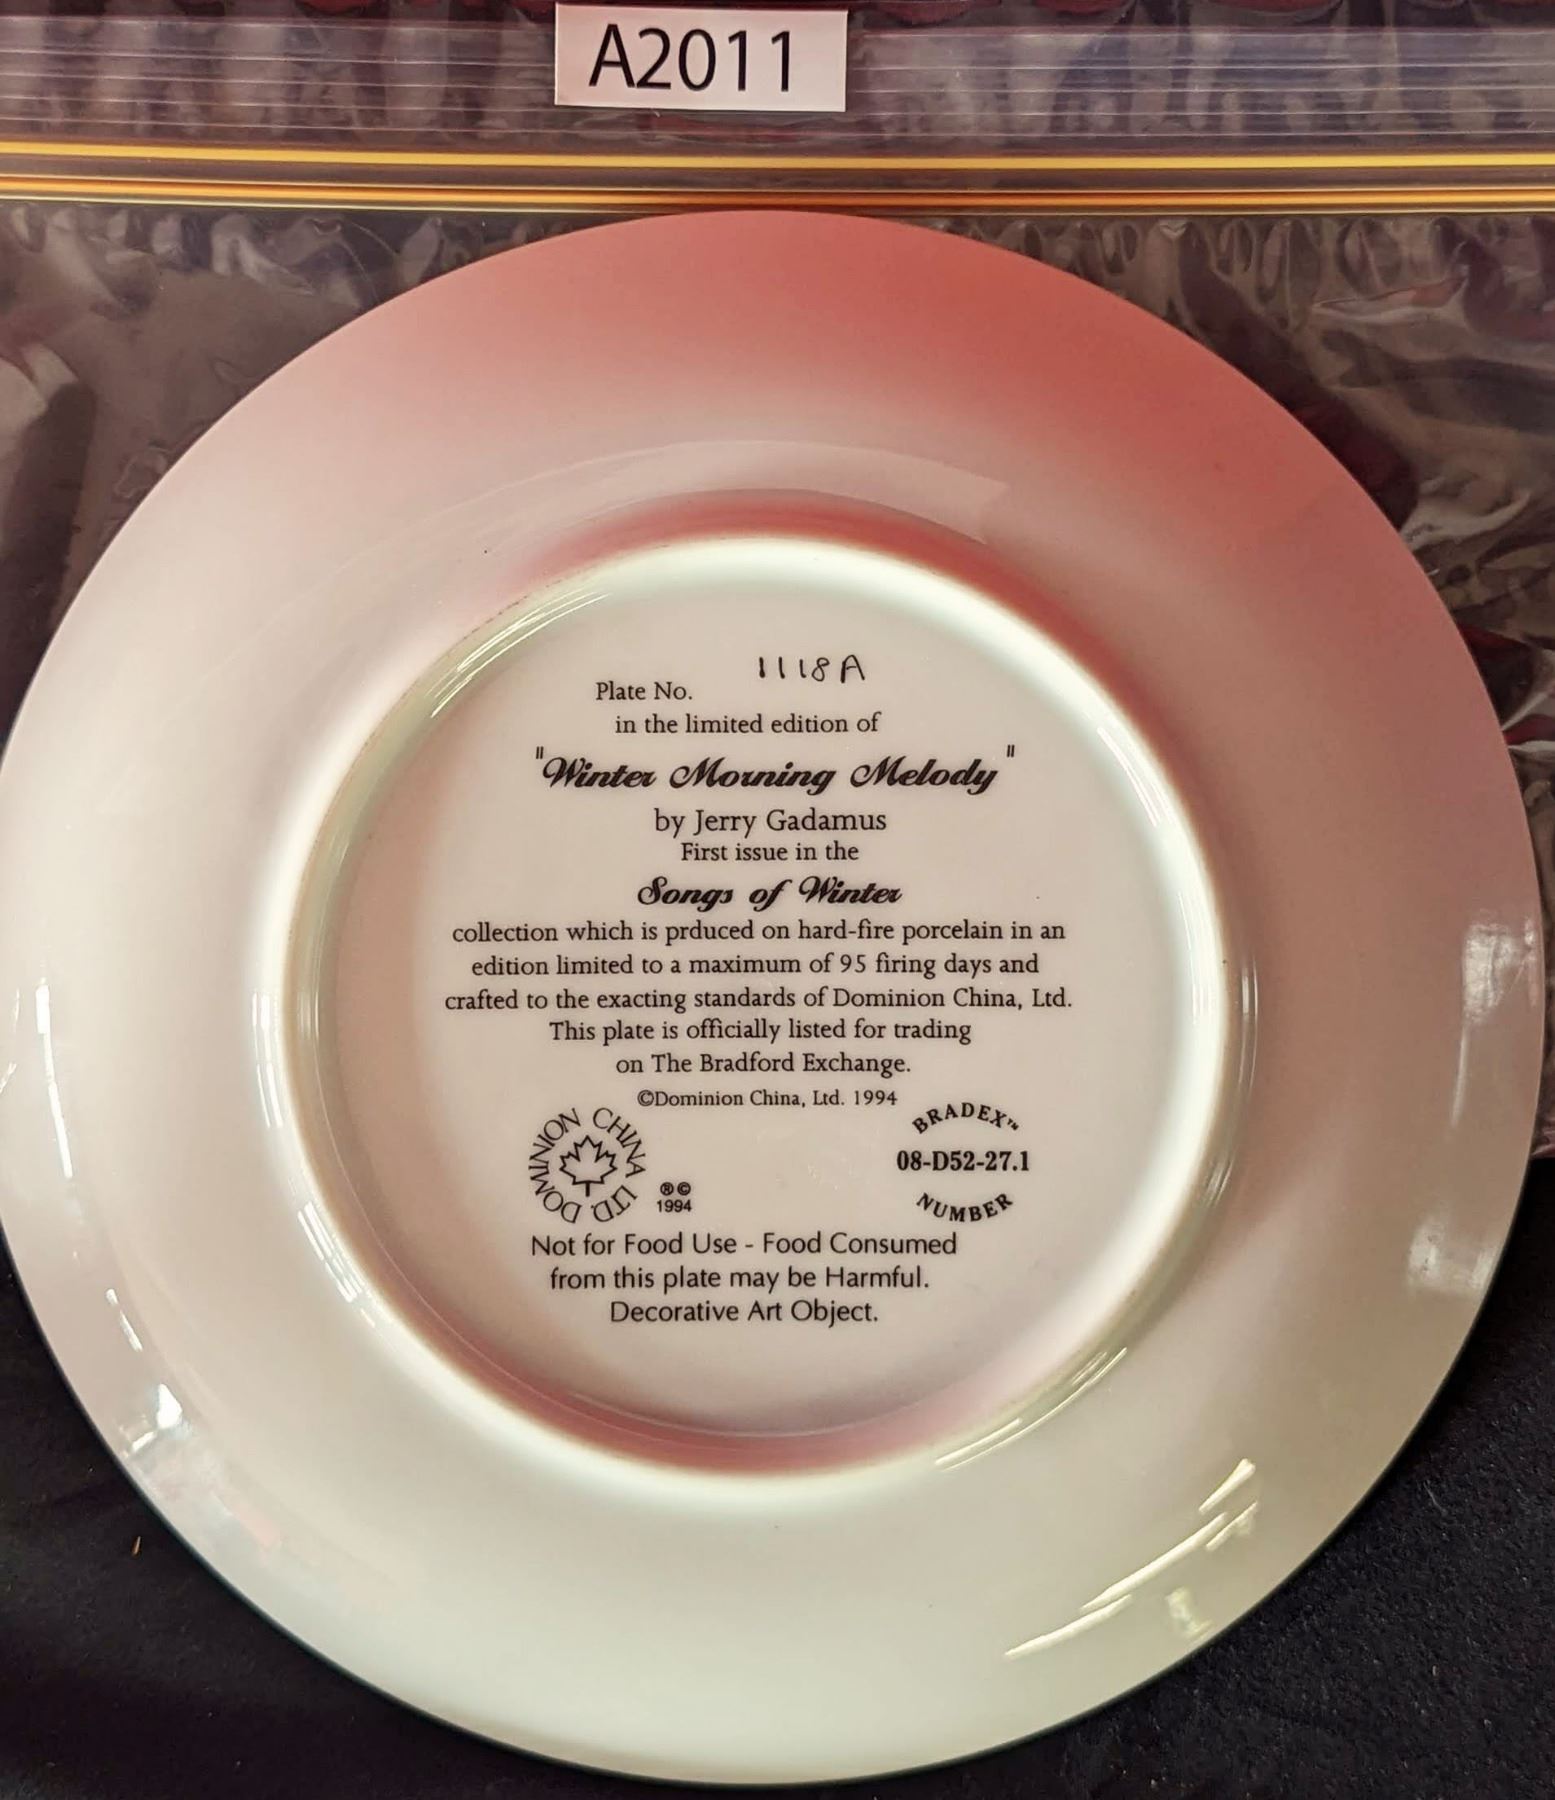 A2011
Plate No. 1118A
in the limited edition of
"Winter Morning Melody"
by Jerry Gadamus
First issue in the
Songs of Winter
collection which is prduced on hard-fire porcelain in an
edition limited to a maximum of 95 firing days and
crafted to the exacting standards of Dominion China, Ltd.
This plate is officially listed for trading
on The Bradford Exchange.
©Dominion China, Ltd. 1994
DOMINION CHINA LTD.
®©
1994
BRADEX™
08-D52-27.1
NUMBER
Not for Food Use - Food Consumed
from this plate may be Harmful.
Decorative Art Object.